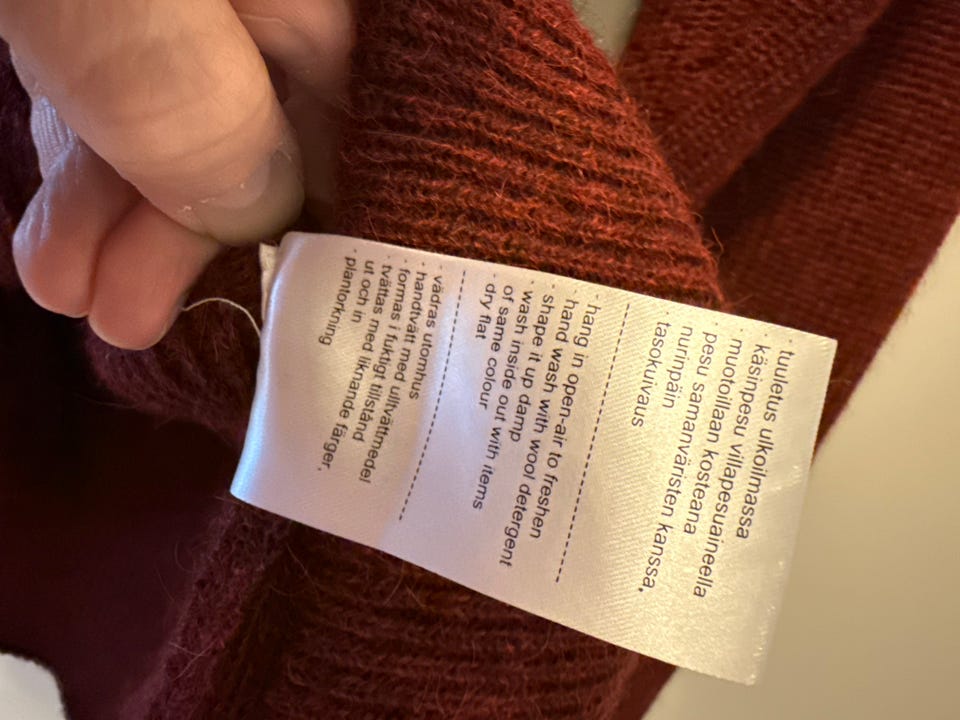 · tuuletus ulkoilmassa
· käsinpesu villapesuaineella
· muotoillaan kosteana
· pesu samanväristen kanssa,
nurinpäin
· tasokuivaus
· hang in open-air to freshen
· hand wash with wool detergent
· shape it up damp
· wash inside out with items
of same colour
· dry flat
· vädras utomhus
· handtvätt med ulltvättmedel
· formas i fuktigt tillstånd
· tvättas med liknande färger,
ut och in
· plantorkning